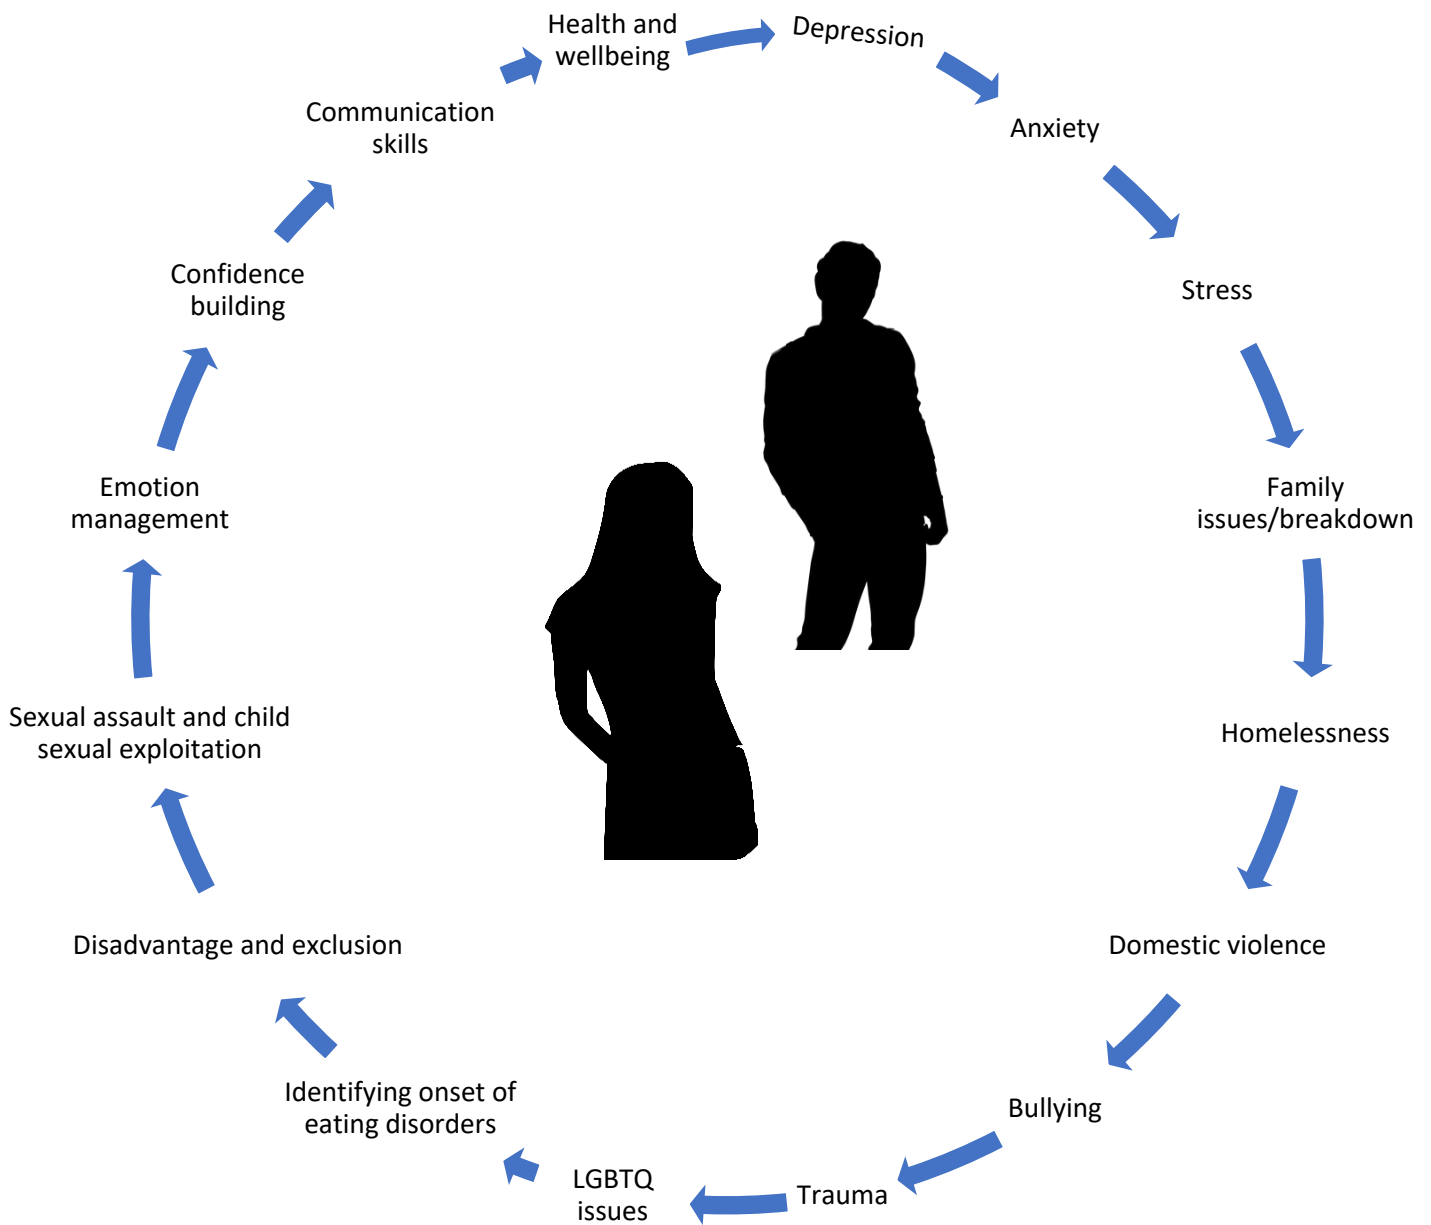 Health and
wellbeing
Depression
Anxiety
Stress
Family
issues/breakdown
Homelessness
Domestic violence
Bullying
Trauma
LGBTQ
issues
Identifying onset of
eating disorders
Disadvantage and exclusion
Sexual assault and child
sexual exploitation
Emotion
management
Confidence
building
Communication
skills